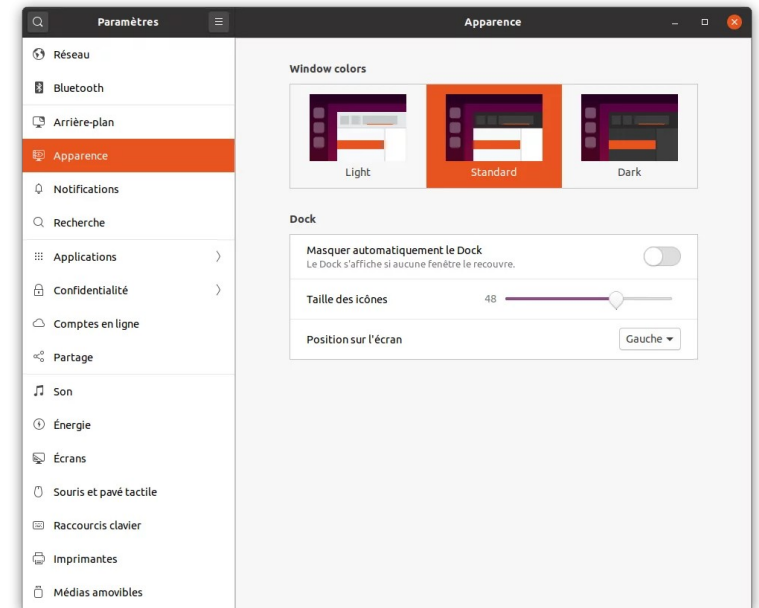 Paramètres
Apparence
Réseau
Bluetooth
Arrière-plan
Apparence
Notifications
Recherche
Applications
Confidentialité
Comptes en ligne
Partage
Son
Énergie
Écrans
Souris et pavé tactile
Raccourcis clavier
Imprimantes
Médias amovibles
Window colors
Light
Standard
Dark
Dock
Masquer automatiquement le Dock
Le Dock s'affiche si aucune fenêtre le recouvre.
Taille des icônes 48
Position sur l'écran Gauche